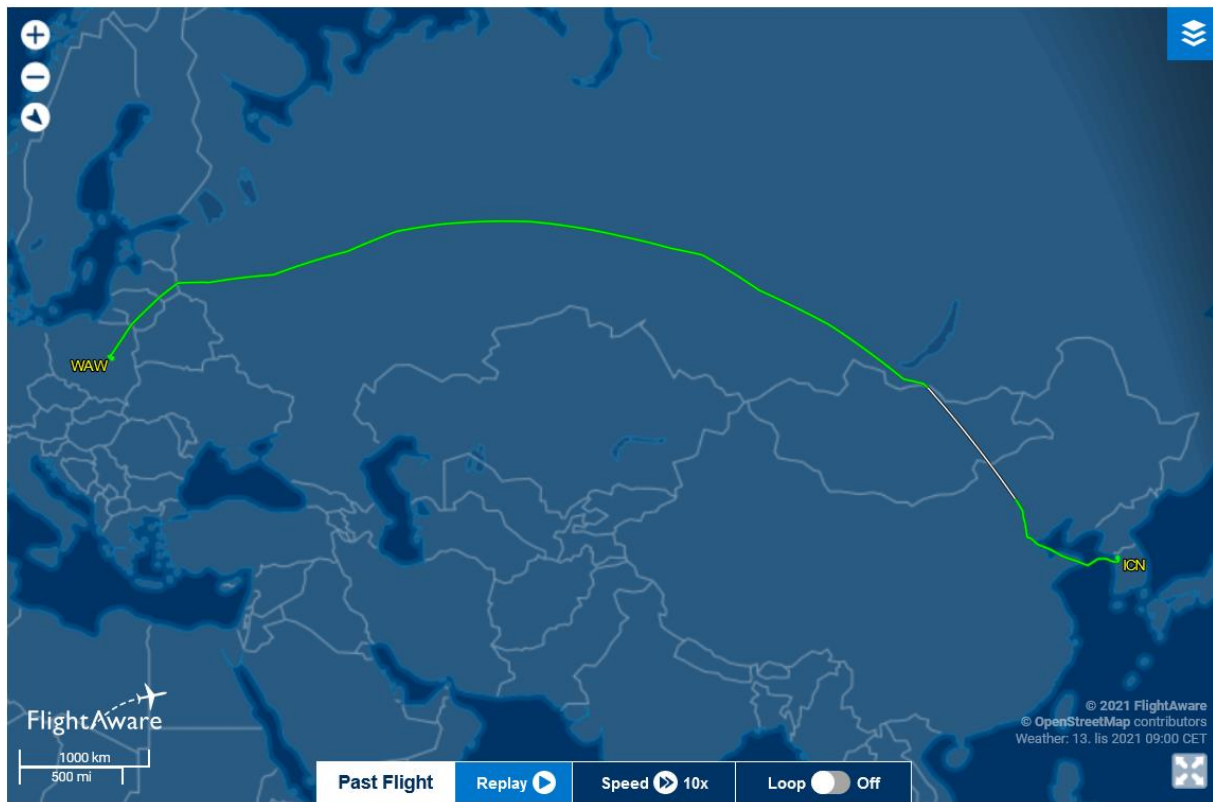 WAW
ICN
FlightAware
1000 km
500 mi
© 2021 FlightAware
© OpenStreetMap contributors
Weather: 13. lis 2021 09:00 CET
Past Flight Replay Speed 10x Loop Off